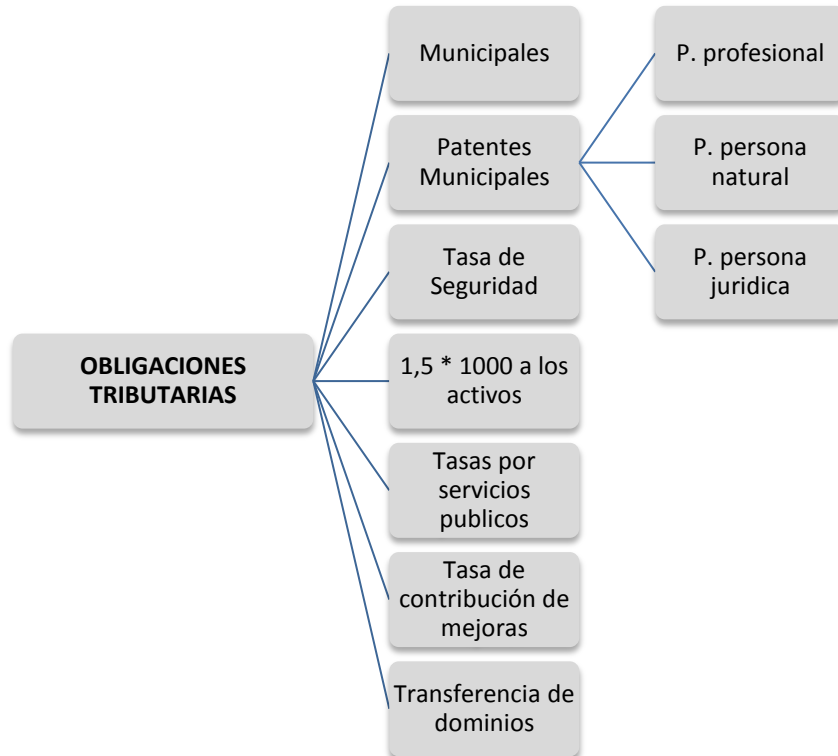 OBLIGACIONES
TRIBUTARIAS
Municipales
Patentes
Municipales
P. profesional
P. persona
natural
P. persona
juridica
Tasa de
Seguridad
1,5 * 1000 a los
activos
Tasas por
servicios
publicos
Tasa de
contribución de
mejoras
Transferencia de
dominios